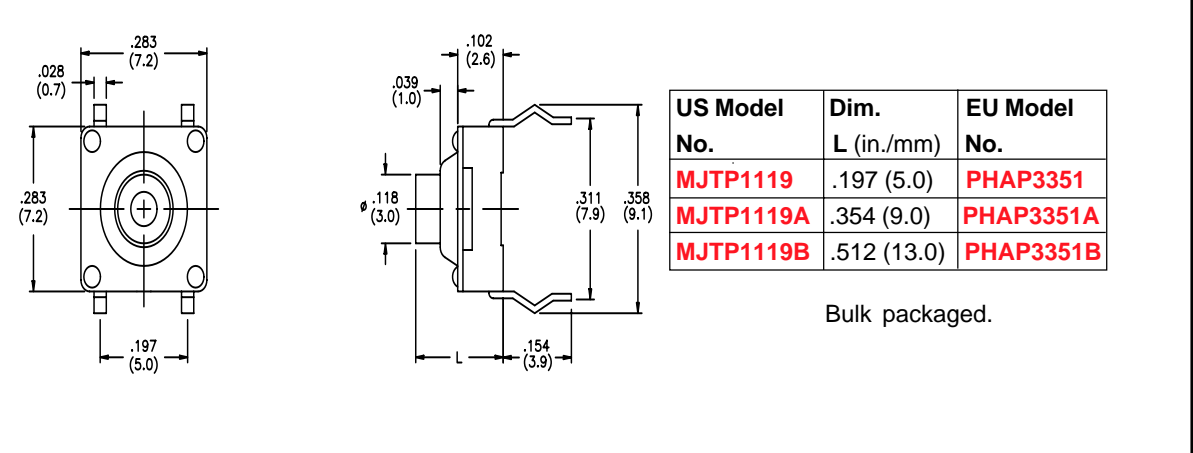 .283
(7.2)
.028
(0.7)
.283
(7.2)
.197
(5.0)
.102
(2.6)
.039
(1.0)
ø .118
(3.0)
.311
(7.9)
.358
(9.1)
L
.154
(3.9)
US Model No. Dim. L (in./mm) EU Model No.
MJTP1119 .197 (5.0) PHAP3351
MJTP1119A .354 (9.0) PHAP3351A
MJTP1119B .512 (13.0) PHAP3351B
Bulk packaged.